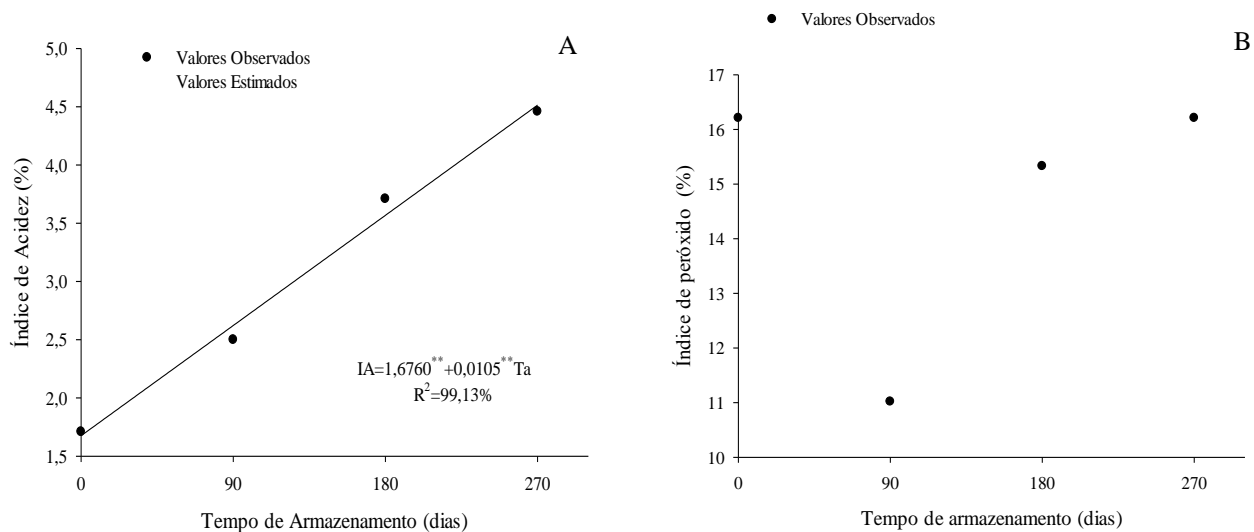 A
Valores Observados
Valores Estimados
5,0
4,5
4,0
3,5
3,0
2,5
2,0
1,5
Índice de Acidez (%)
IA=1,6760**+0,0105**Ta
R²=99,13%
0 90 180 270
Tempo de Armazenamento (dias)
Valores Observados
B
17
16
15
14
13
12
11
10
Índice de peróxido (%)
0 90 180 270
Tempo de armazenamento (dias)